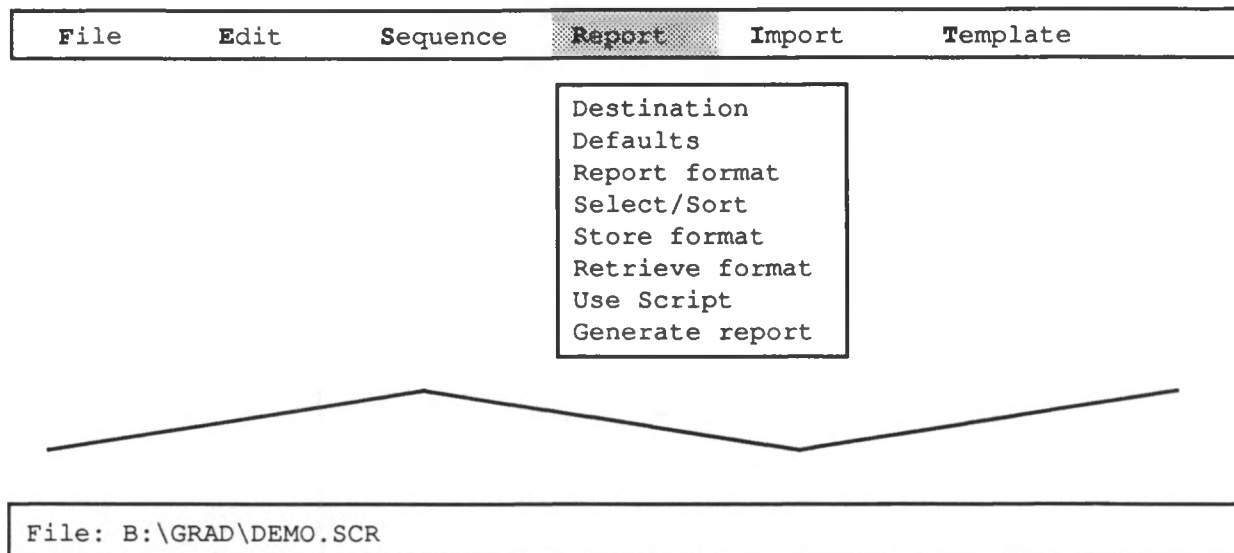 File Edit Sequence Report Import Template
Destination
Defaults
Report format
Select/Sort
Store format
Retrieve format
Use Script
Generate report
File: B:\GRAD\DEMO.SCR